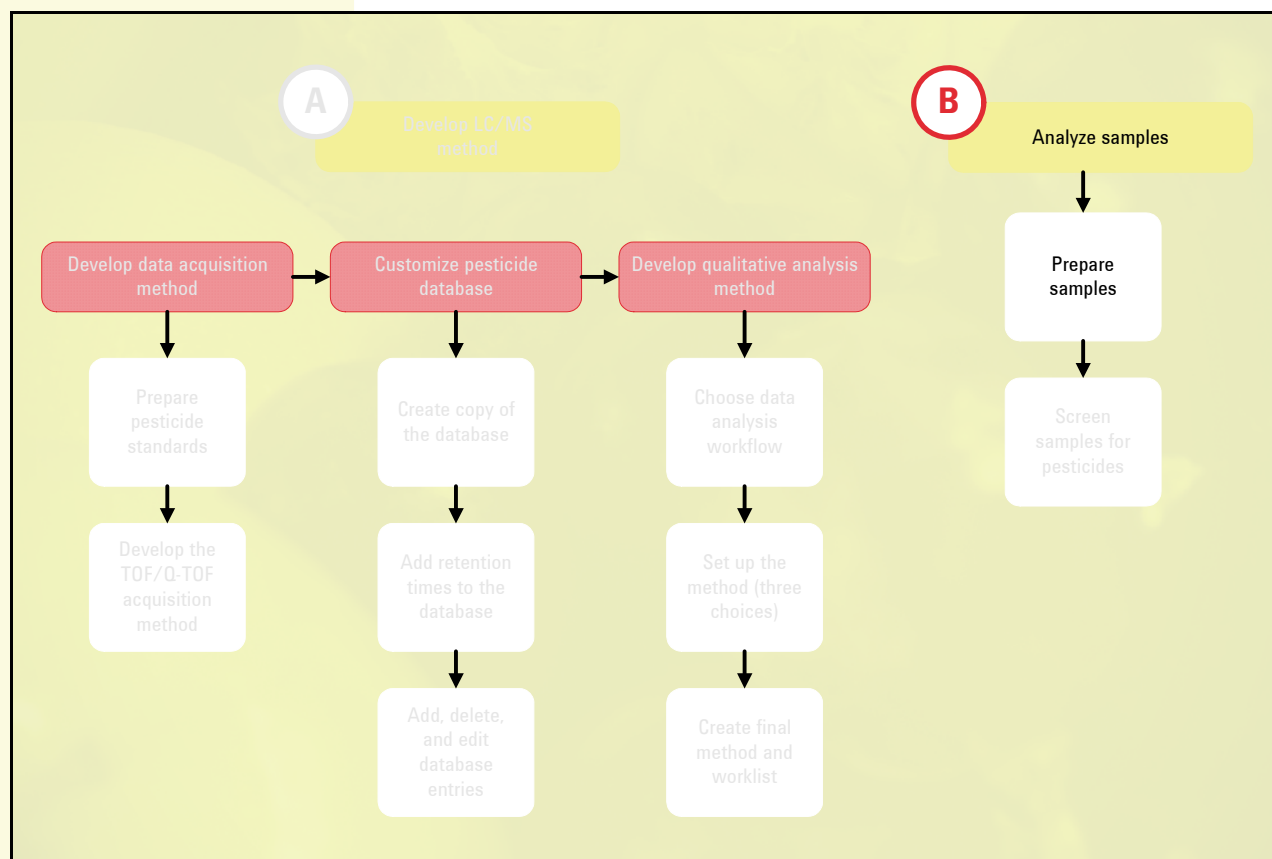 A
Develop LC/MS
method
B
Analyze samples
Develop data acquisition
method
Customize pesticide
database
Develop qualitative analysis
method
Prepare
samples
Prepare
pesticide
standards
Create copy of
the database
Choose data
analysis
workflow
Screen
samples for
pesticides
Develop the
TOF/Q-TOF
acquisition
method
Add retention
times to the
database
Set up the
method (three
choices)
Add, delete,
and edit
database
entries
Create final
method and
worklist